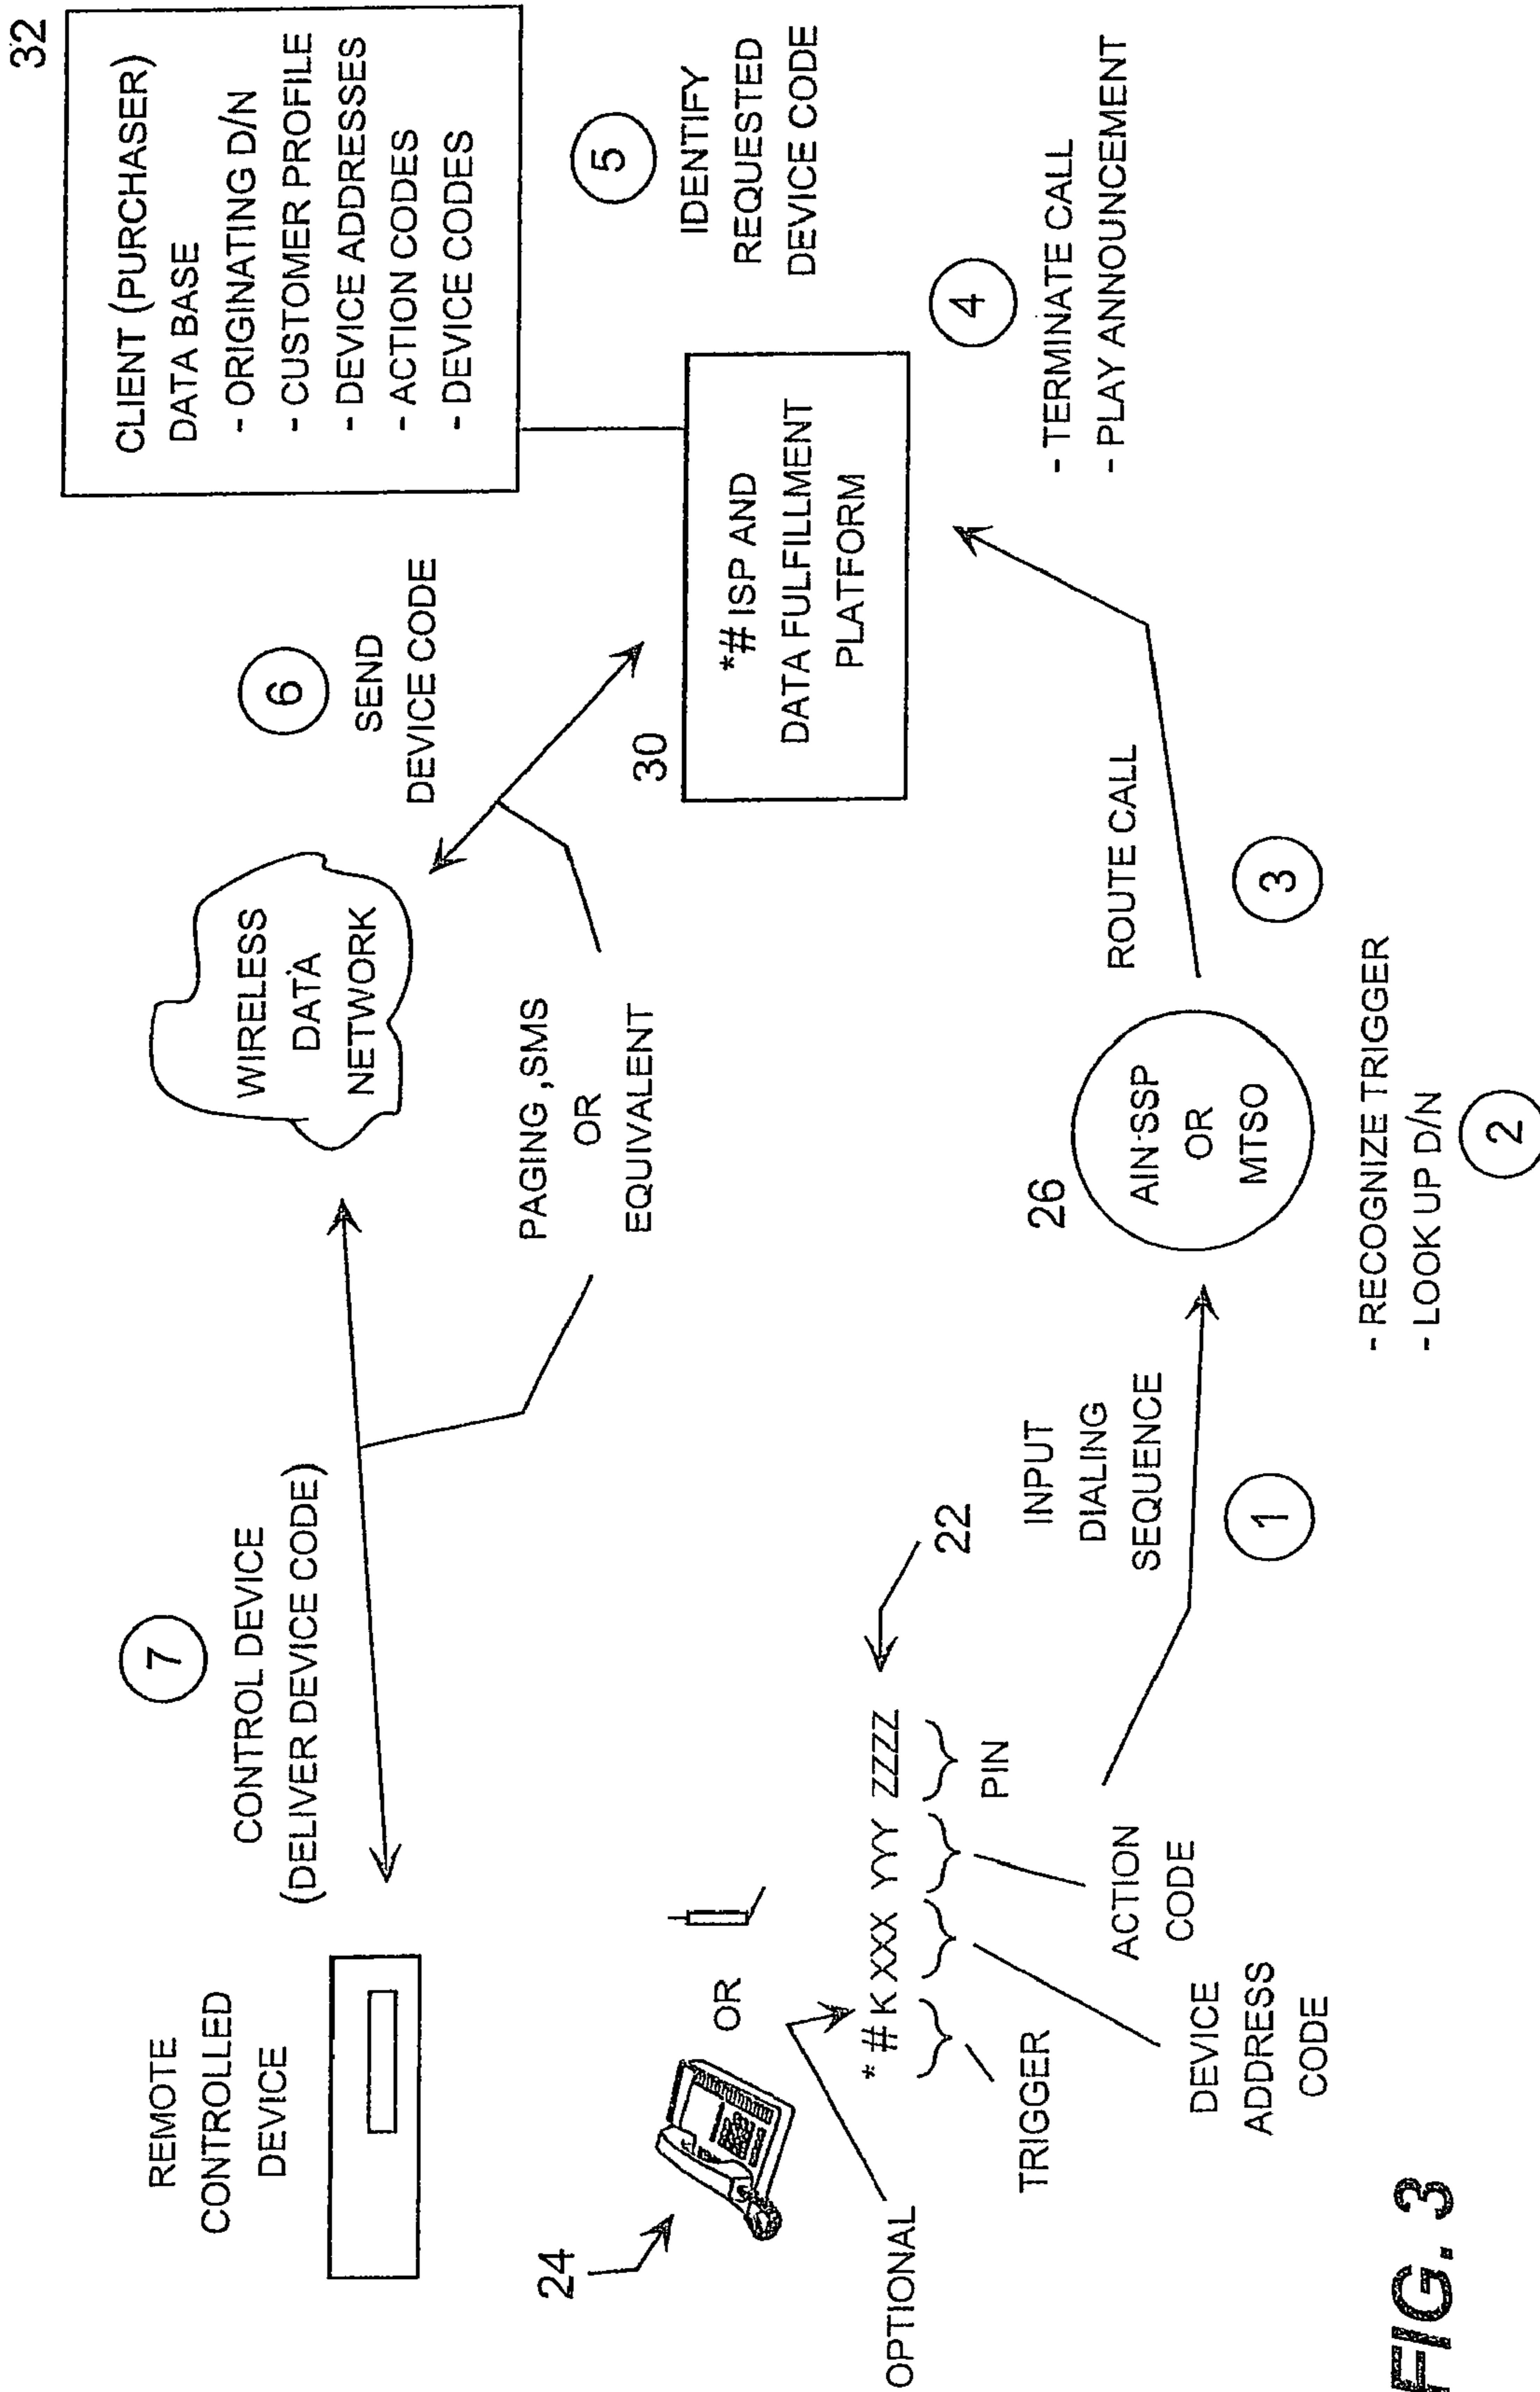 32
CLIENT (PURCHASER)
DATA BASE
- ORIGINATING D/N
- CUSTOMER PROFILE
- DEVICE ADDRESSES
- ACTION CODES
- DEVICE CODES
5
IDENTIFY
REQUESTED
DEVICE CODE
6
SEND
DEVICE CODE
30
*# ISP AND
DATA FULFILLMENT
PLATFORM
4
- TERMINATE CALL
- PLAY ANNOUNCEMENT
WIRELESS
DATA
NETWORK
PAGING ,SMS
OR
EQUIVALENT
ROUTE CALL
3
26
AIN-SSP
OR
MTSO
- RECOGNIZE TRIGGER
- LOOK UP D/N
2
7
CONTROL DEVICE
(DELIVER DEVICE CODE)
REMOTE
CONTROLLED
DEVICE
24
OR
22
INPUT
DIALING
SEQUENCE
1
*# K XXX YYY ZZZZ
OPTIONAL
TRIGGER
DEVICE
ADDRESS
CODE
ACTION
CODE
PIN
FIG. 3